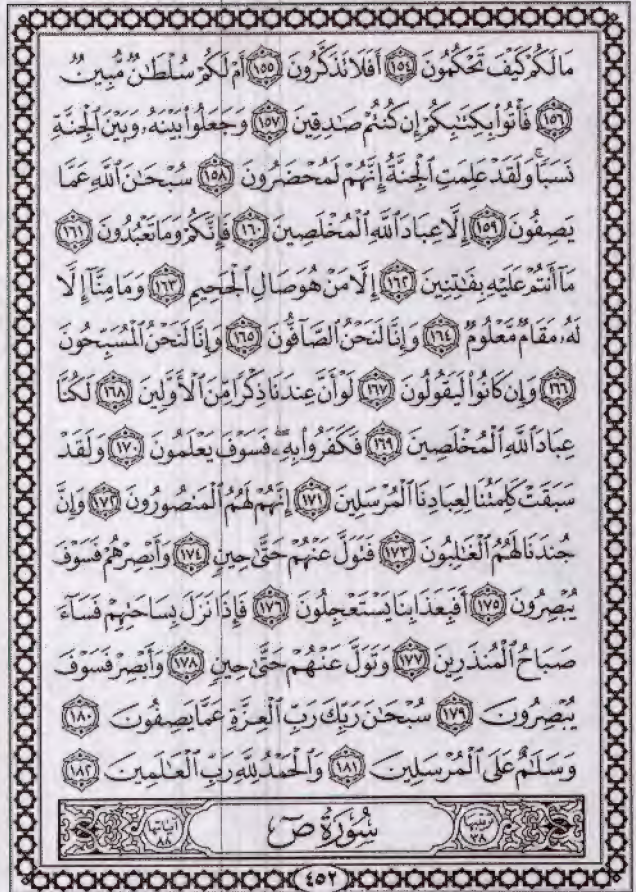 مَا لَكُمْ كَيْفَ تَحْكُمُونَ ١٥٤ أَفَلَا تَذَكَّرُونَ ١٥٥ أَمْ لَكُمْ سُلْطَٰنٌ مُّبِينٌ
١٥٦ فَأْتُوا۟ بِكِتَٰبِكُمْ إِن كُنتُمْ صَٰدِقِينَ ١٥٧ وَجَعَلُوا۟ بَيْنَهُۥ وَبَيْنَ ٱلْجِنَّةِ
نَسَبًا ۚ وَلَقَدْ عَلِمَتِ ٱلْجِنَّةُ إِنَّهُمْ لَمُحْضَرُونَ ١٥٨ سُبْحَٰنَ ٱللَّهِ عَمَّا
يَصِفُونَ ١٥٩ إِلَّا عِبَادَ ٱللَّهِ ٱلْمُخْلَصِينَ ١٦٠ فَإِنَّكُمْ وَمَا تَعْبُدُونَ ١٦١
مَآ أَنتُمْ عَلَيْهِ بِفَٰتِنِينَ ١٦٢ إِلَّا مَنْ هُوَ صَالِ ٱلْجَحِيمِ ١٦٣ وَمَا مِنَّآ إِلَّا
لَهُۥ مَقَامٌ مَّعْلُومٌ ١٦٤ وَإِنَّا لَنَحْنُ ٱلصَّآفُّونَ ١٦٥ وَإِنَّا لَنَحْنُ ٱلْمُسَبِّحُونَ
١٦٦ وَإِن كَانُوا۟ لَيَقُولُونَ ١٦٧ لَوْ أَنَّ عِندَنَا ذِكْرًا مِّنَ ٱلْأَوَّلِينَ ١٦٨ لَكُنَّا
عِبَادَ ٱللَّهِ ٱلْمُخْلَصِينَ ١٦٩ فَكَفَرُوا۟ بِهِۦ ۖ فَسَوْفَ يَعْلَمُونَ ١٧٠ وَلَقَدْ
سَبَقَتْ كَلِمَتُنَا لِعِبَادِنَا ٱلْمُرْسَلِينَ ١٧١ إِنَّهُمْ لَهُمُ ٱلْمَنصُورُونَ ١٧٢ وَإِنَّ
جُندَنَا لَهُمُ ٱلْغَٰلِبُونَ ١٧٣ فَتَوَلَّ عَنْهُمْ حَتَّىٰ حِينٍ ١٧٤ وَأَبْصِرْهُمْ فَسَوْفَ
يُبْصِرُونَ ١٧٥ أَفَبِعَذَابِنَا يَسْتَعْجِلُونَ ١٧٦ فَإِذَا نَزَلَ بِسَاحَتِهِمْ فَسَآءَ
صَبَاحُ ٱلْمُنذَرِينَ ١٧٧ وَتَوَلَّ عَنْهُمْ حَتَّىٰ حِينٍ ١٧٨ وَأَبْصِرْ فَسَوْفَ
يُبْصِرُونَ ١٧٩ سُبْحَٰنَ رَبِّكَ رَبِّ ٱلْعِزَّةِ عَمَّا يَصِفُونَ ١٨٠
وَسَلَٰمٌ عَلَى ٱلْمُرْسَلِينَ ١٨١ وَٱلْحَمْدُ لِلَّهِ رَبِّ ٱلْعَٰلَمِينَ ١٨٢
ترتيبها ٣٨ سُورَةُ صٓ آياتها ٨٨
٤٥٢